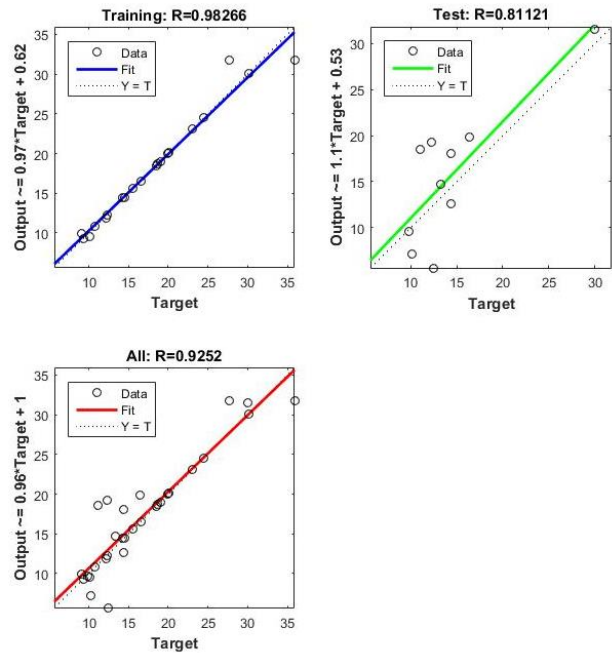 Training: R=0.98266
Output ~= 0.97*Target + 0.62
35
30
25
20
15
10
Data
Fit
Y = T
10 15 20 25 30 35
Target
Test: R=0.81121
Output ~= 1.1*Target + 0.53
30
25
20
15
10
Data
Fit
Y = T
10 15 20 25 30
Target
All: R=0.9252
Output ~= 0.96*Target + 1
35
30
25
20
15
10
Data
Fit
Y = T
10 15 20 25 30 35
Target